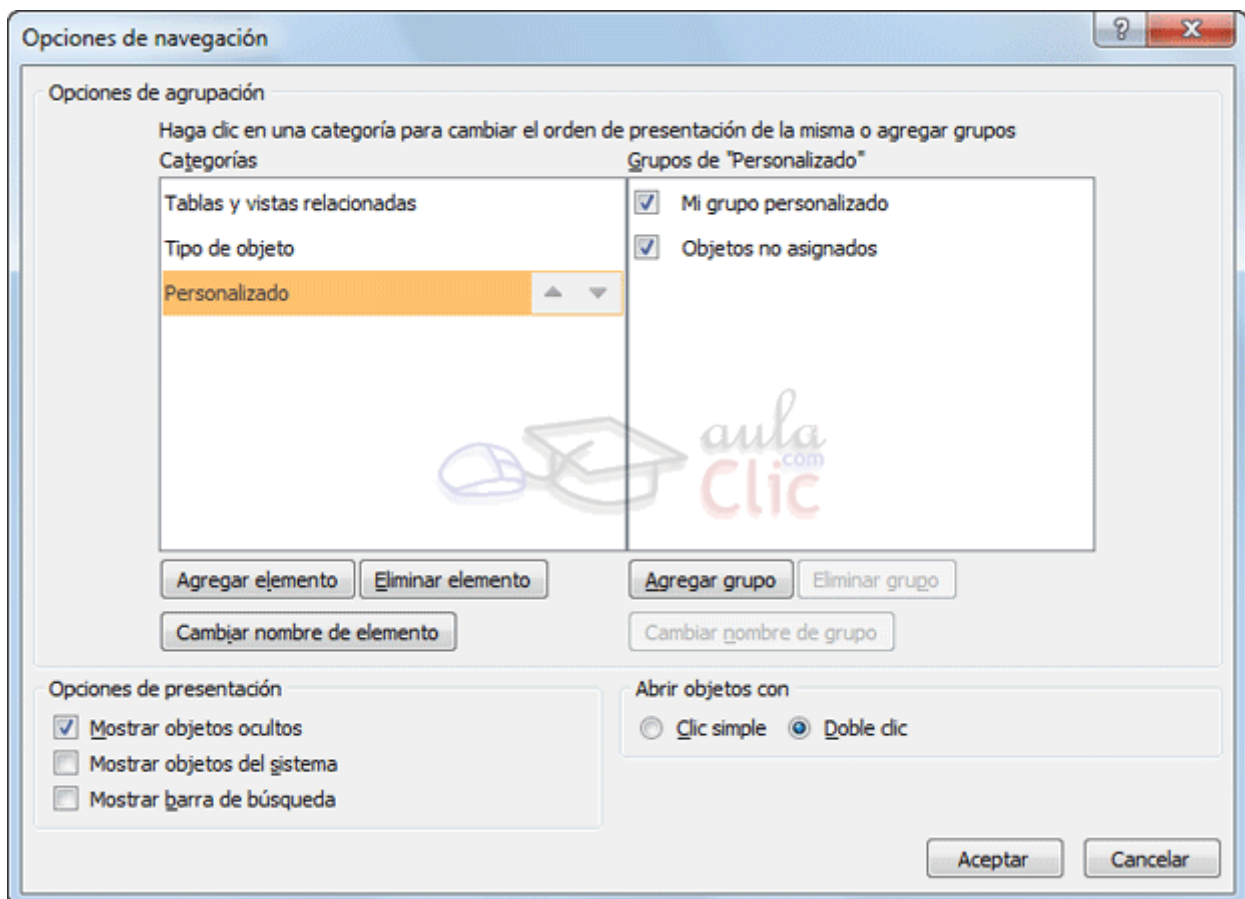 Opciones de navegación
Opciones de agrupación
Haga clic en una categoría para cambiar el orden de presentación de la misma o agregar grupos
Categorías
Grupos de "Personalizado"
Tablas y vistas relacionadas
Mi grupo personalizado
Tipo de objeto
Objetos no asignados
Personalizado
aula
com
Clic
Agregar elemento
Eliminar elemento
Agregar grupo
Eliminar grupo
Cambiar nombre de elemento
Cambiar nombre de grupo
Opciones de presentación
Abrir objetos con
Mostrar objetos ocultos
Clic simple
Doble clic
Mostrar objetos del sistema
Mostrar barra de búsqueda
Aceptar
Cancelar